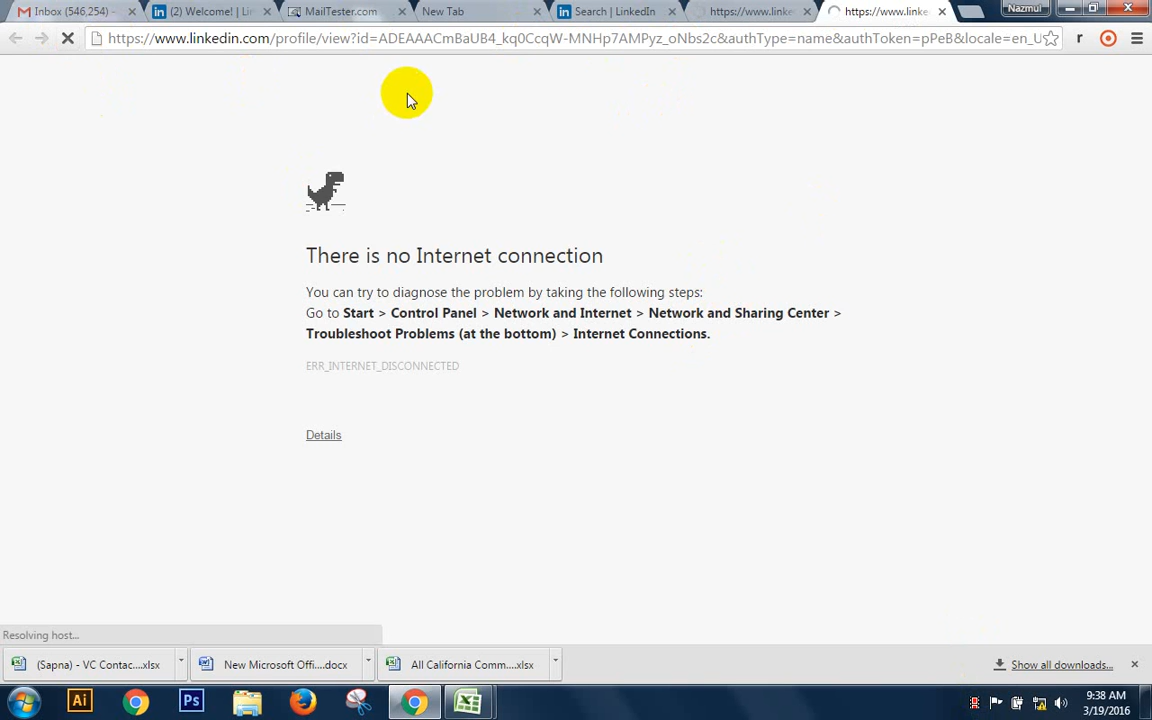 Inbox (546,254) -
(2) Welcome! | Li
MailTester.com
New Tab
Search | LinkedIn
https://www.linke
https://www.linke
Nazmul
https://www.linkedin.com/profile/view?id=ADEAAACmBaUB4_kq0CcqW-MNHp7AMPyz_oNbs2c&authType=name&authToken=pPeB&locale=en_U
r
There is no Internet connection
You can try to diagnose the problem by taking the following steps:
Go to Start > Control Panel > Network and Internet > Network and Sharing Center >
Troubleshoot Problems (at the bottom) > Internet Connections.
ERR_INTERNET_DISCONNECTED
Details
Resolving host...
(Sapna) - VC Contac....xlsx
New Microsoft Offi....docx
All California Comm....xlsx
Show all downloads...
Ai
Ps
9:38 AM
3/19/2016